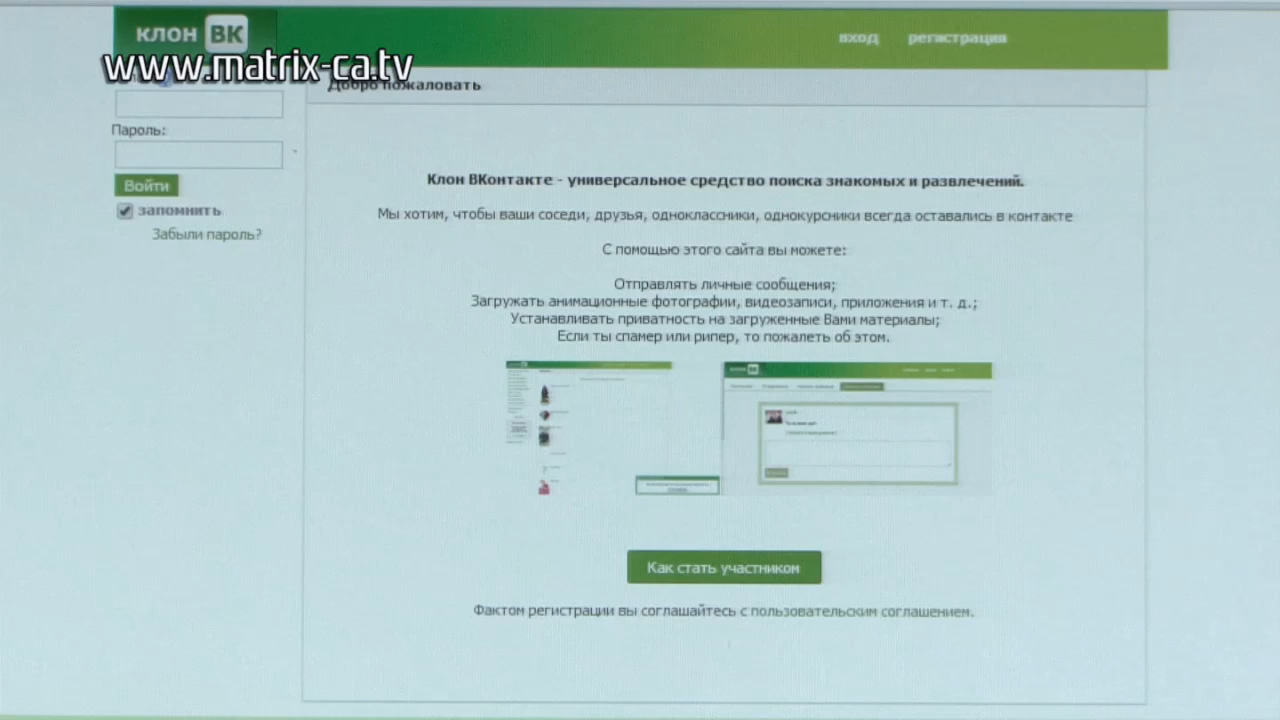 клон ВК
вход регистрация
www.matrix-ca.tv
Добро пожаловать
Пароль:
Войти
запомнить
Забыли пароль?
Клон ВКонтакте - универсальное средство поиска знакомых и развлечений.
Мы хотим, чтобы ваши соседи, друзья, одноклассники, однокурсники всегда оставались в контакте
С помощью этого сайта вы можете:
Отправлять личные сообщения;
Загружать анимационные фотографии, видеозаписи, приложения и т. д.;
Устанавливать приватность на загруженные Вами материалы;
Если ты спамер или рипер, то пожалеть об этом.
клон ВК
Как стать участником
Фактом регистрации вы соглашайтесь с пользовательским соглашением.